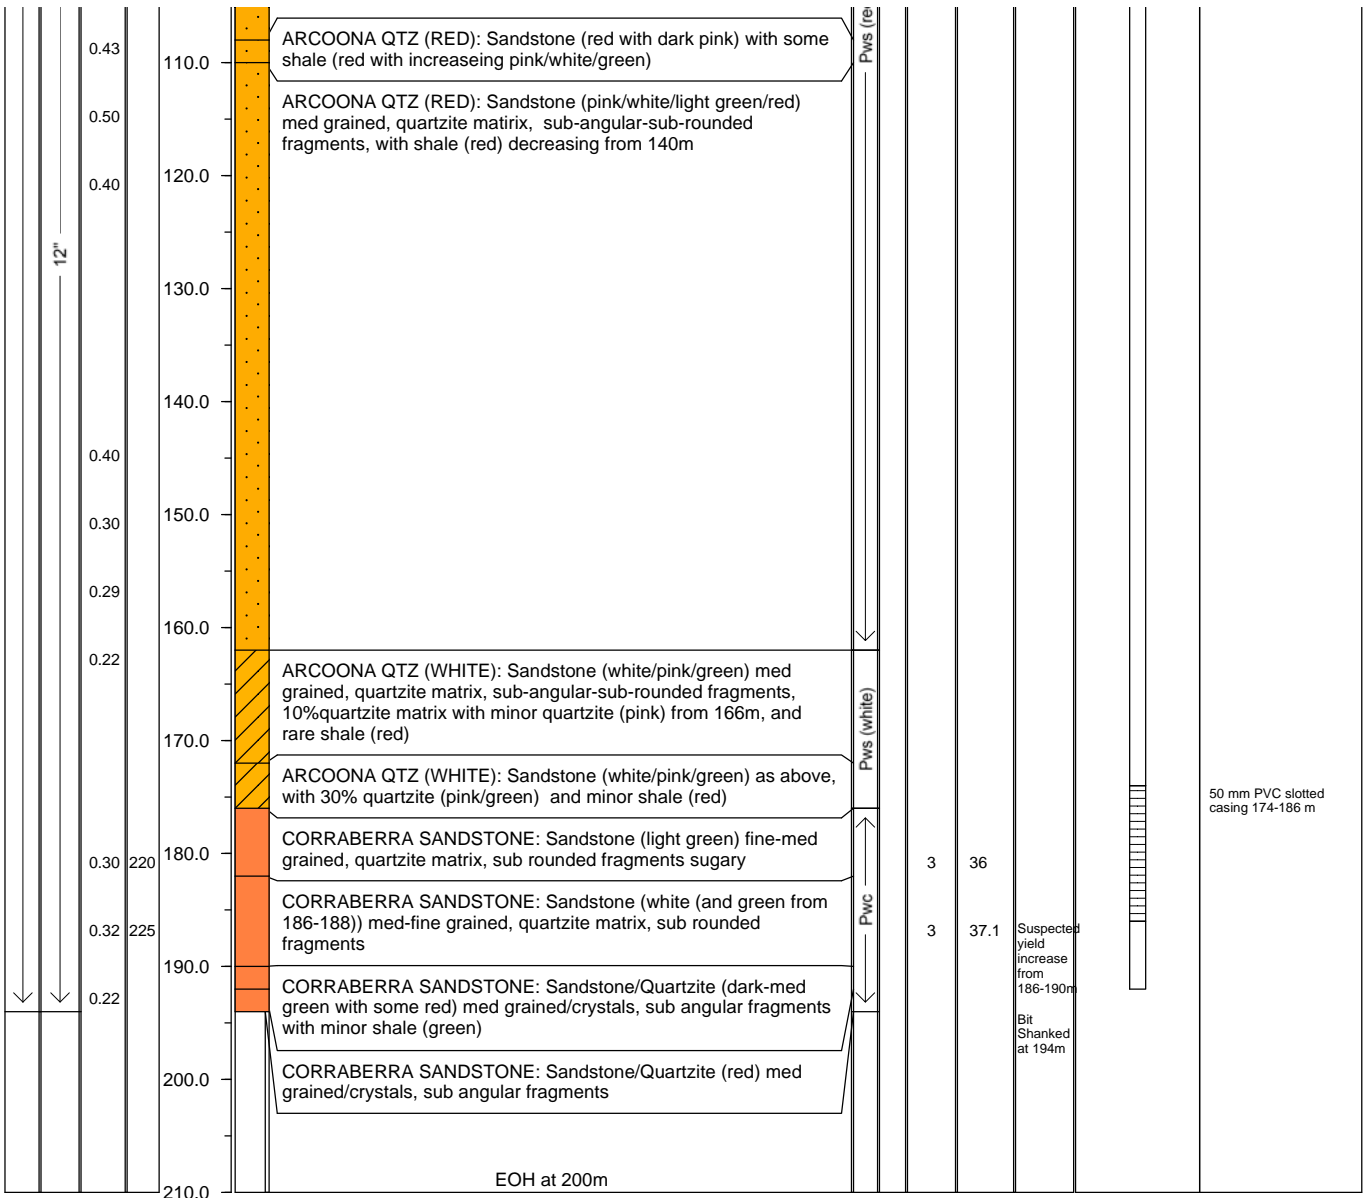 Pws (re
ARCOONA QTZ (RED): Sandstone (red with dark pink) with some
shale (red with increaseing pink/white/green)
0.43
110.0
ARCOONA QTZ (RED): Sandstone (pink/white/light green/red)
med grained, quartzite matirix, sub-angular-sub-rounded
fragments, with shale (red) decreasing from 140m
0.50
120.0
0.40
12"
130.0
140.0
0.40
150.0
0.30
0.29
160.0
0.22
ARCOONA QTZ (WHITE): Sandstone (white/pink/green) med
grained, quartzite matrix, sub-angular-sub-rounded fragments,
10%quartzite matrix with minor quartzite (pink) from 166m, and
rare shale (red)
Pws (white)
170.0
ARCOONA QTZ (WHITE): Sandstone (white/pink/green) as above,
with 30% quartzite (pink/green) and minor shale (red)
50 mm PVC slotted
casing 174-186 m
CORRABERRA SANDSTONE: Sandstone (light green) fine-med
grained, quartzite matrix, sub rounded fragments sugary
180.0
0.30 220
3 36
CORRABERRA SANDSTONE: Sandstone (white (and green from
186-188)) med-fine grained, quartzite matrix, sub rounded
fragments
Pwc
0.32 225
3 37.1
Suspected
yield
increase
from
186-190m
190.0
CORRABERRA SANDSTONE: Sandstone/Quartzite (dark-med
green with some red) med grained/crystals, sub angular fragments
with minor shale (green)
0.22
Bit
Shanked
at 194m
CORRABERRA SANDSTONE: Sandstone/Quartzite (red) med
grained/crystals, sub angular fragments
200.0
EOH at 200m
210.0